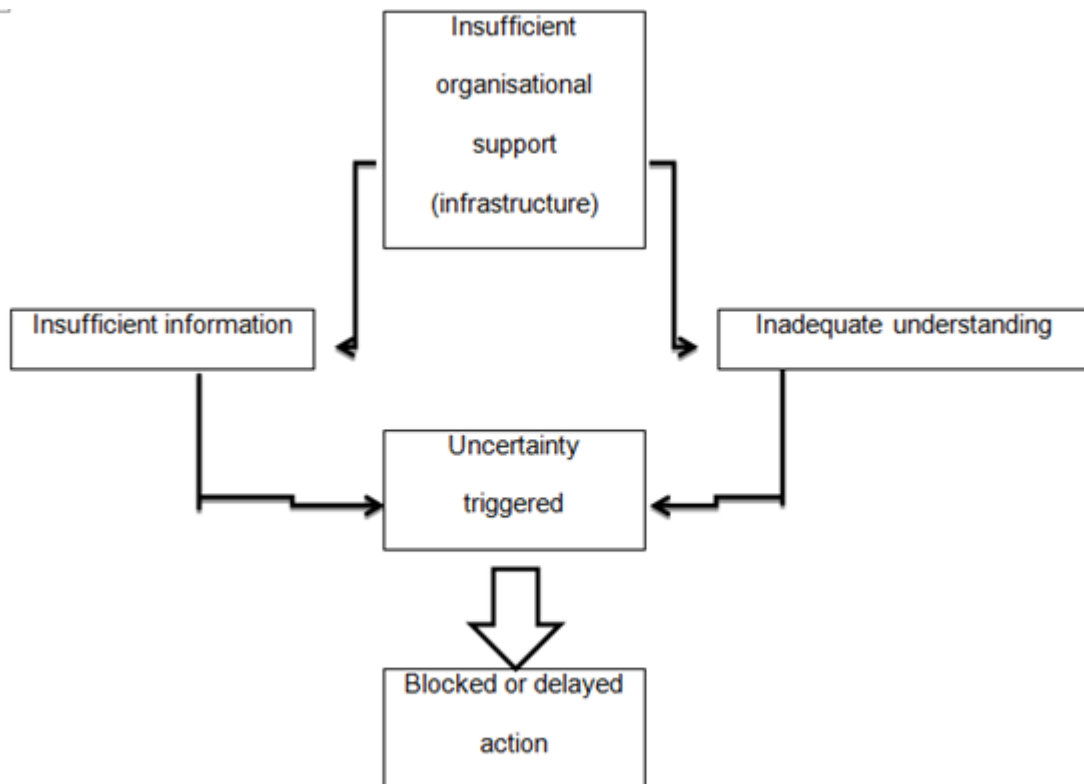 Insufficient
organisational
support
(infrastructure)
Insufficient information
Inadequate understanding
Uncertainty
triggered
Blocked or delayed
action